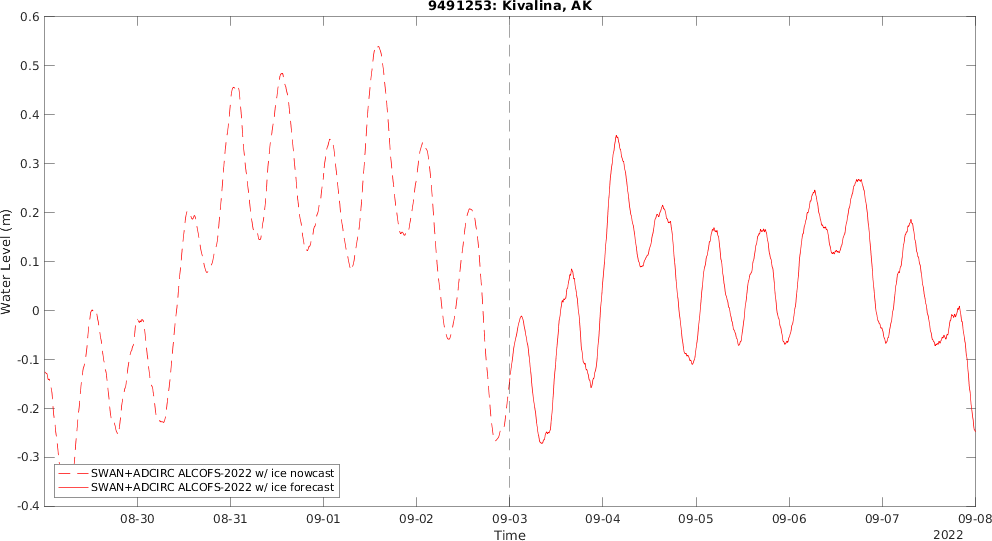 9491253: Kivalina, AK
0.6
0.5
0.4
0.3
0.2
0.1
0
-0.1
-0.2
-0.3
-0.4
Water Level (m)
SWAN+ADCIRC ALCOFS-2022 w/ ice nowcast
SWAN+ADCIRC ALCOFS-2022 w/ ice forecast
08-30 08-31 09-01 09-02 09-03 09-04 09-05 09-06 09-07 09-08
Time
2022